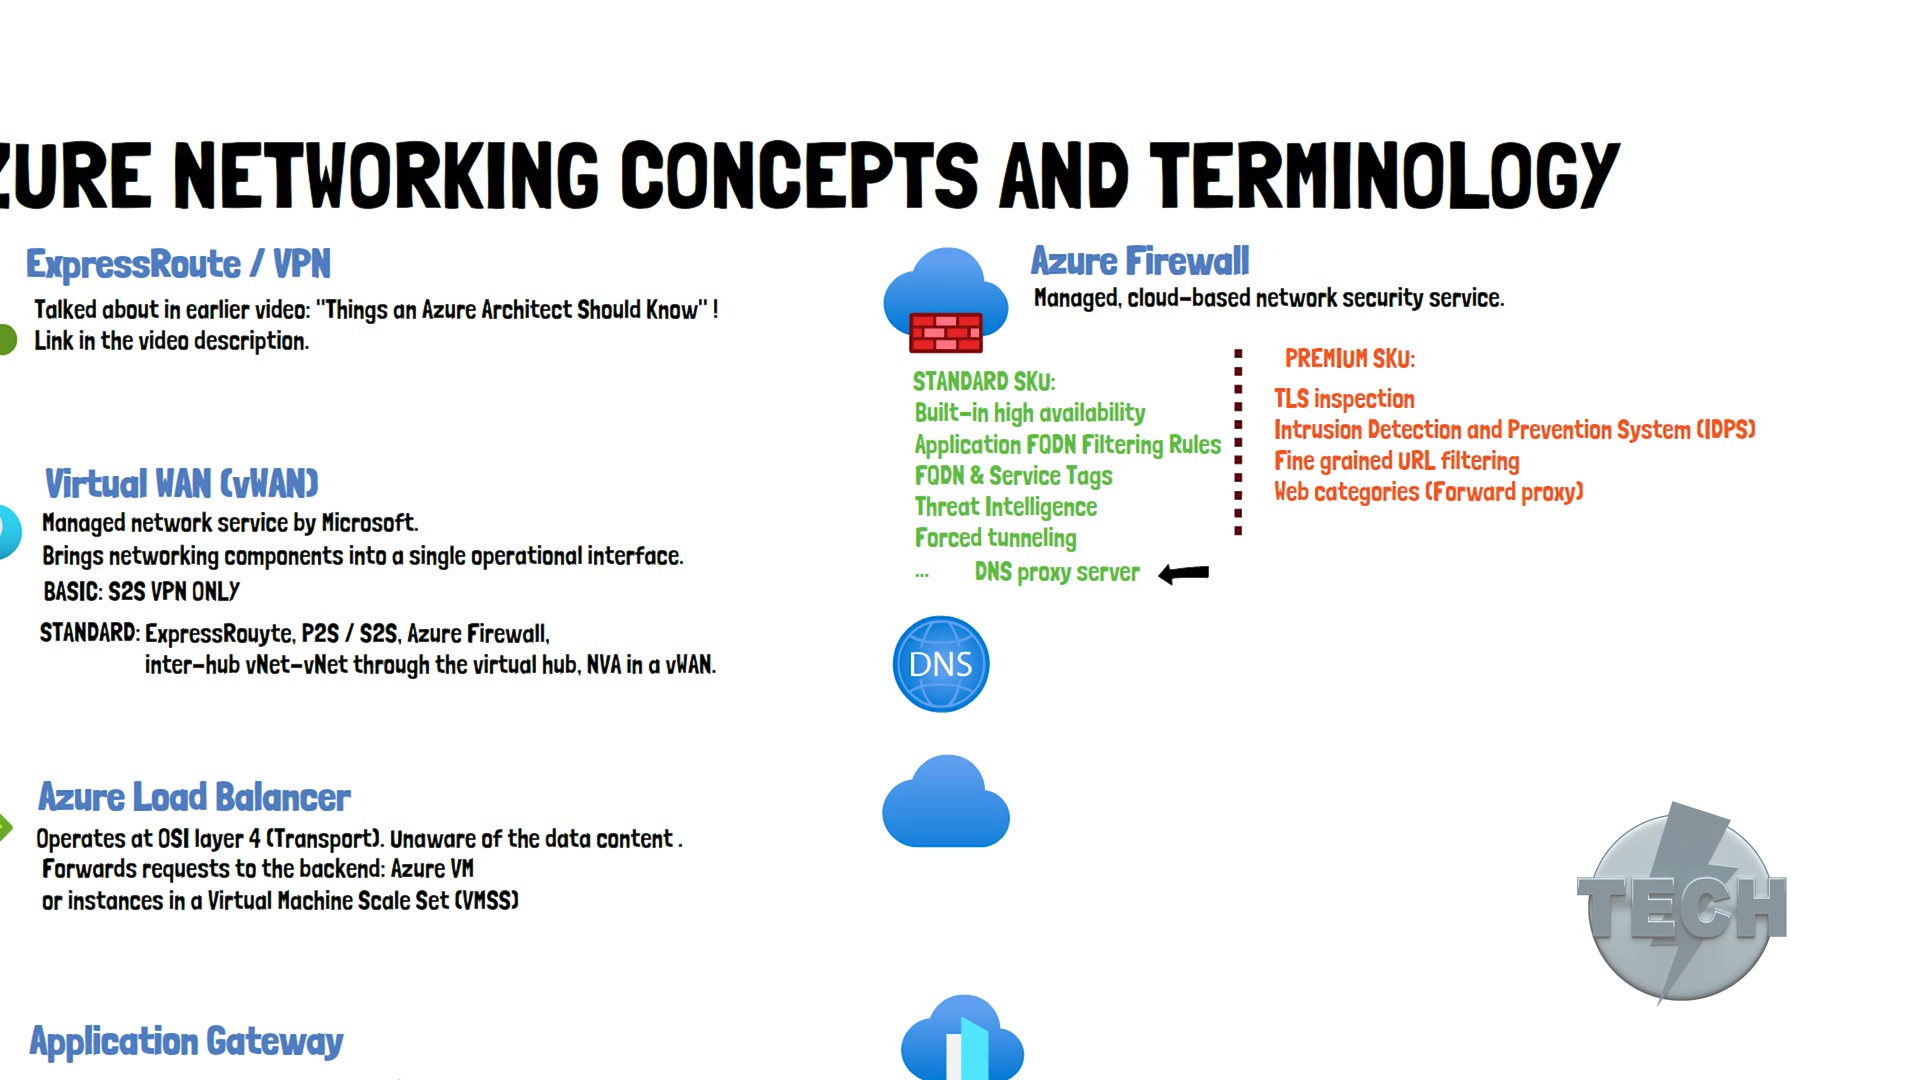 ZURE NETWORKING CONCEPTS AND TERMINOLOGY
ExpressRoute / VPN
Talked about in earlier video: "Things an Azure Architect Should Know" !
Link in the video description.
Virtual WAN (vWAN)
Managed network service by Microsoft.
Brings networking components into a single operational interface.
BASIC: S2S VPN ONLY
STANDARD: ExpressRouyte, P2S / S2S, Azure Firewall,
inter-hub vNet-vNet through the virtual hub, NVA in a vWAN.
Azure Load Balancer
Operates at OSI layer 4 (Transport). Unaware of the data content .
Forwards requests to the backend: Azure VM
or instances in a Virtual Machine Scale Set (VMSS)
Application Gateway
Azure Firewall
Managed, cloud-based network security service.
STANDARD SKU:
Built-in high availability
Application FQDN Filtering Rules
FQDN & Service Tags
Threat Intelligence
Forced tunneling
... DNS proxy server
PREMIUM SKU:
TLS inspection
Intrusion Detection and Prevention System (IDPS)
Fine grained URL filtering
Web categories (Forward proxy)
DNS
TECH